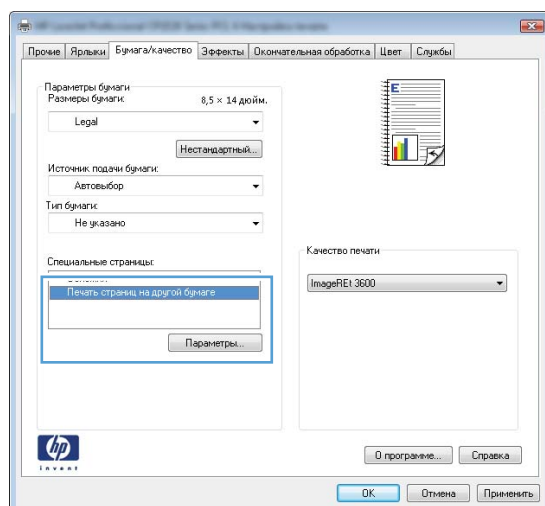 Прочие Ярлыки Бумага/качество Эффекты Окончательная обработка Цвет Службы
Параметры бумаги
Размеры бумаги: 8,5 × 14 дюйм.
Legal
Нестандартный...
Источник подачи бумаги:
Автовыбор
Тип бумаги:
Не указано
Специальные страницы:
Печать страниц на другой бумаге
Параметры...
E
Качество печати
ImageREt 3600
hp
invent
О программе... Справка
OK Отмена Применить